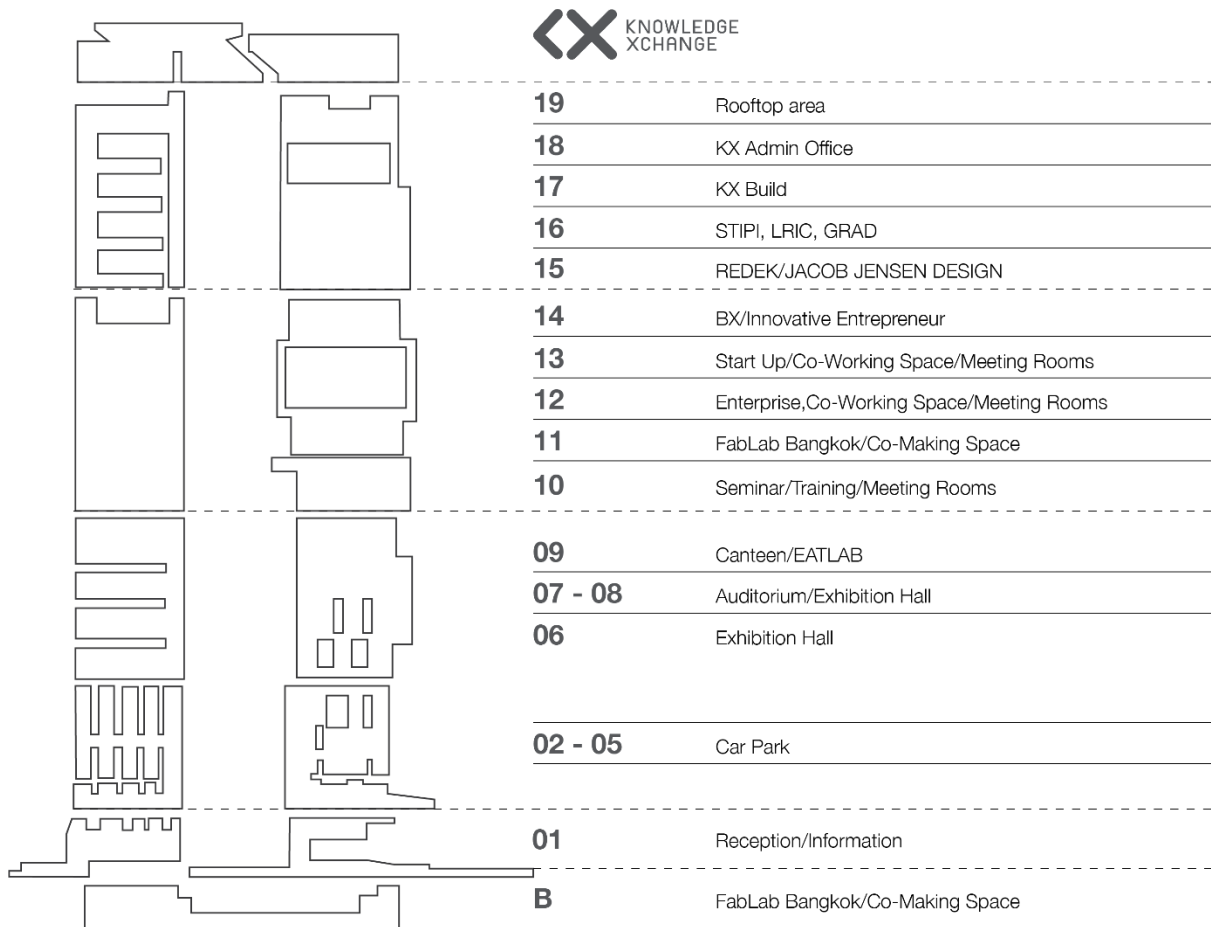 KNOWLEDGE
XCHANGE
19 Rooftop area
18 KX Admin Office
17 KX Build
16 STIPI, LRIC, GRAD
15 REDEK/JACOB JENSEN DESIGN
14 BX/Innovative Entrepreneur
13 Start Up/Co-Working Space/Meeting Rooms
12 Enterprise,Co-Working Space/Meeting Rooms
11 FabLab Bangkok/Co-Making Space
10 Seminar/Training/Meeting Rooms
09 Canteen/EATLAB
07 - 08 Auditorium/Exhibition Hall
06 Exhibition Hall
02 - 05 Car Park
01 Reception/Information
B FabLab Bangkok/Co-Making Space